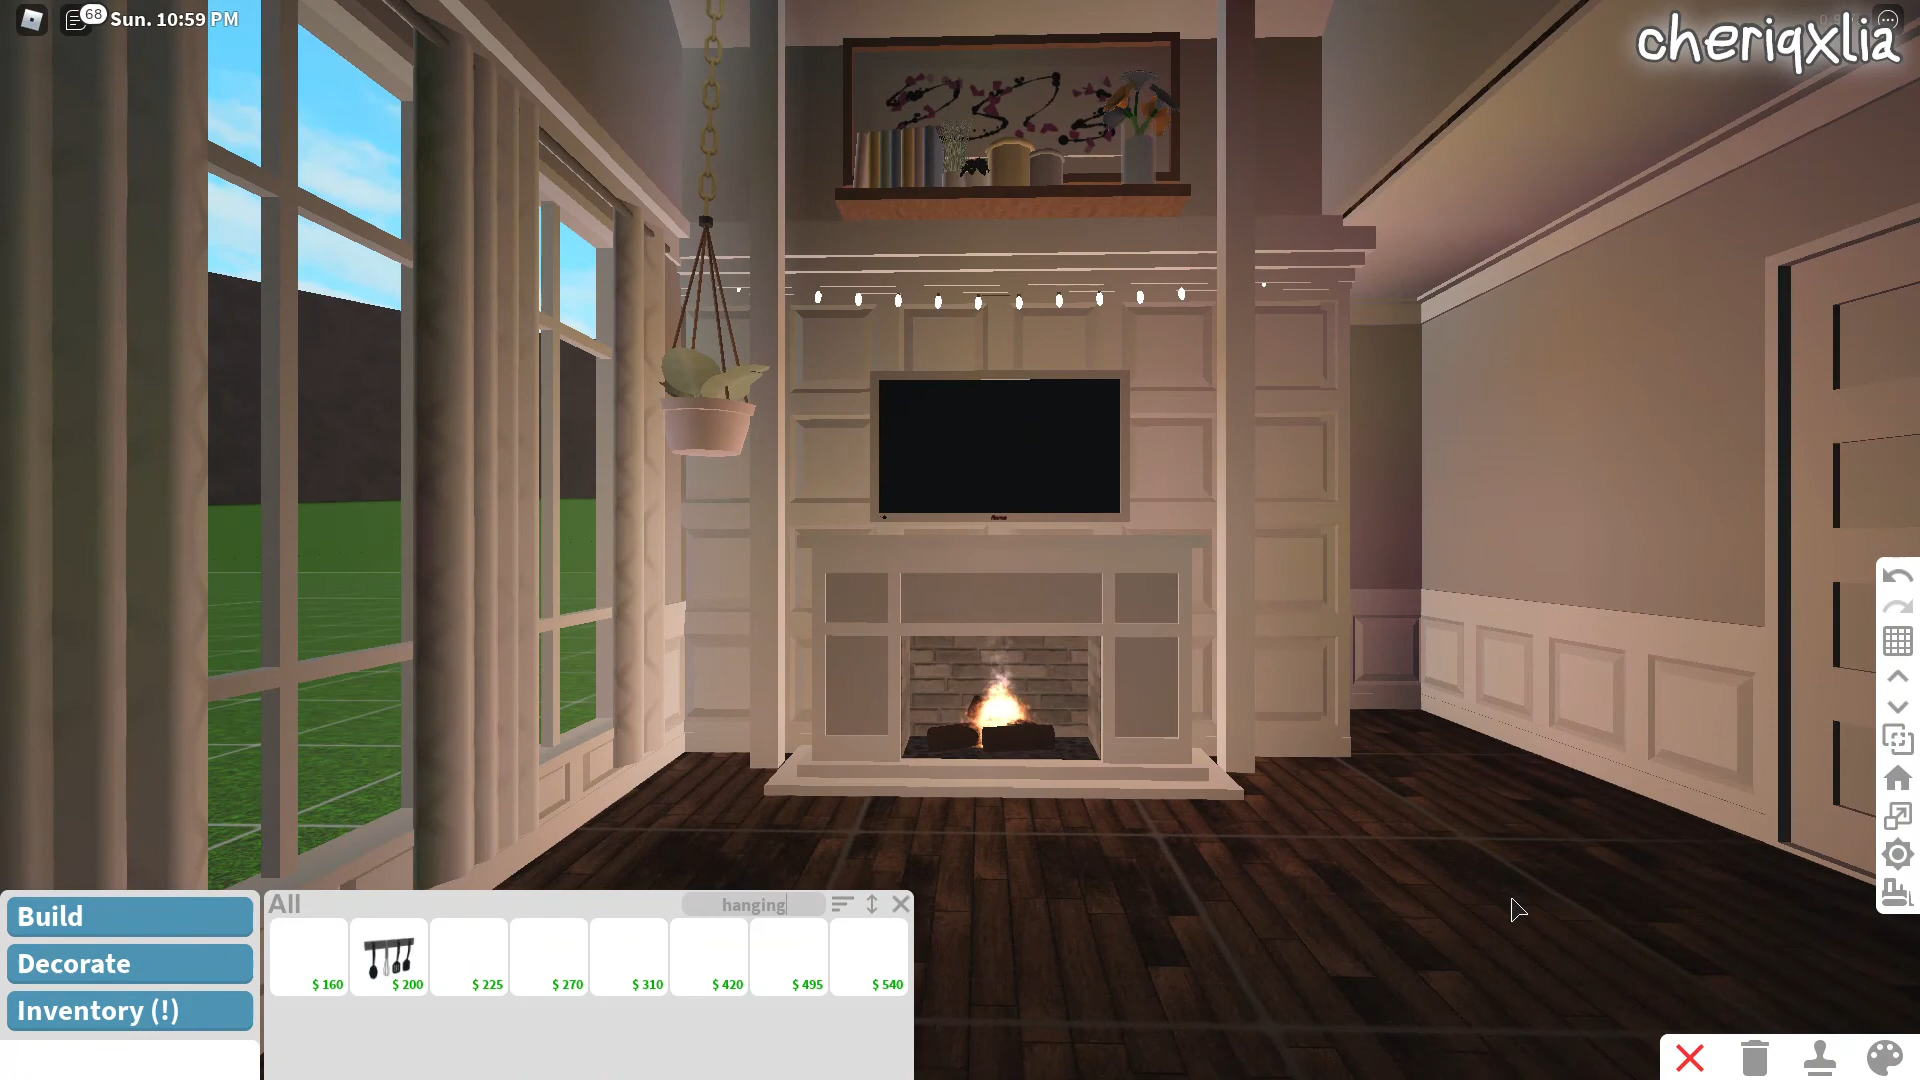 68 Sun. 10:59 PM
cheriqxlia
Build
Decorate
Inventory (!)
All
hanging
$ 160
$ 200
$ 225
$ 270
$ 310
$ 420
$ 495
$ 540